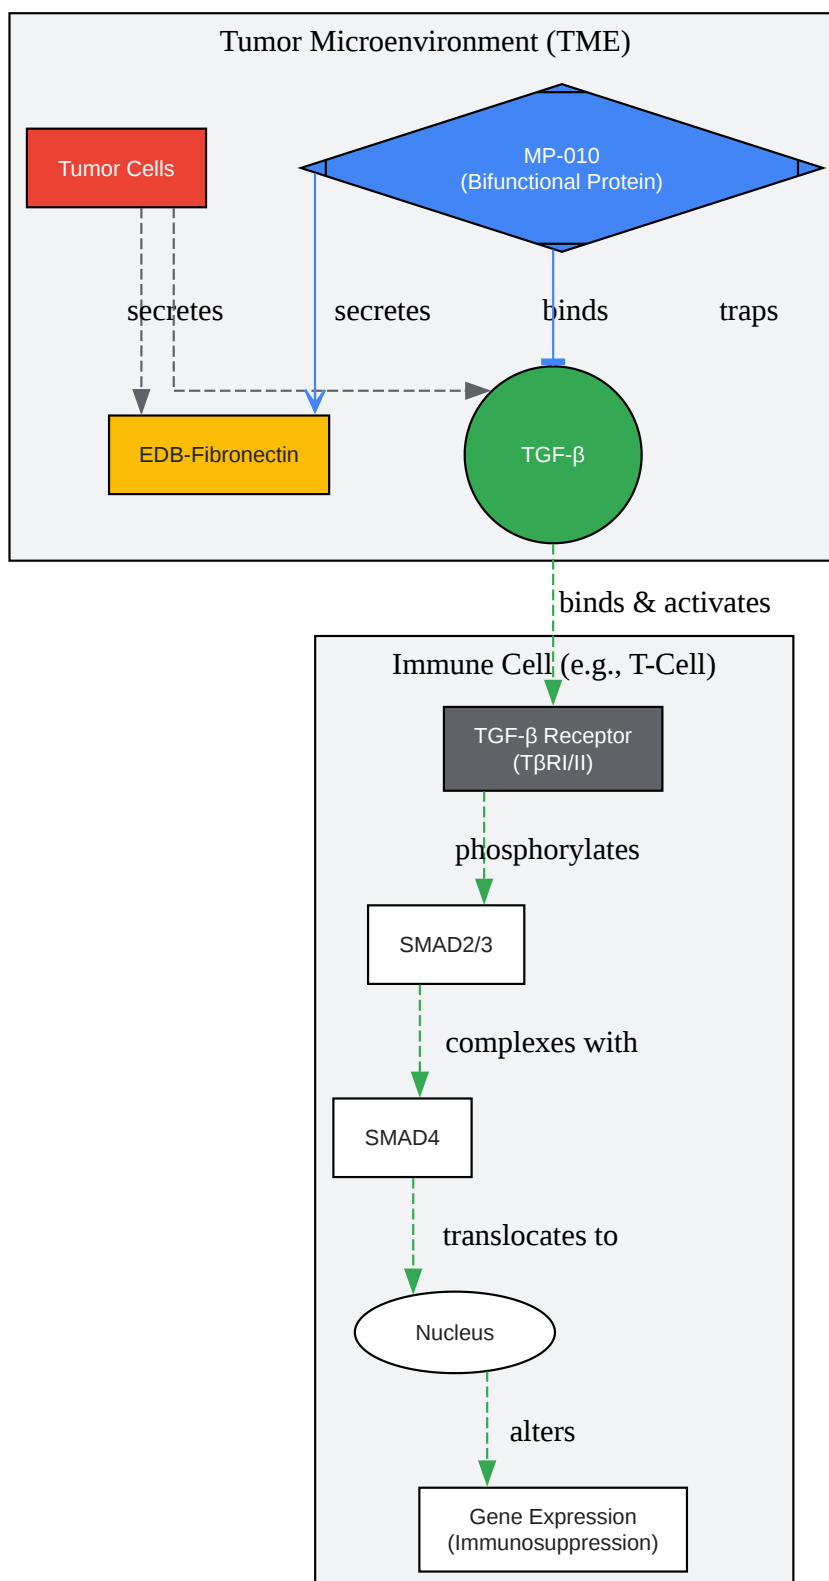 Tumor Microenvironment (TME)
Tumor Cells
MP-010
(Bifunctional Protein)
secretes
secretes
binds
traps
EDB-Fibronectin
TGF-β
binds & activates
Immune Cell (e.g., T-Cell)
TGF-β Receptor
(TβRI/II)
phosphorylates
SMAD2/3
complexes with
SMAD4
translocates to
Nucleus
alters
Gene Expression
(Immunosuppression)